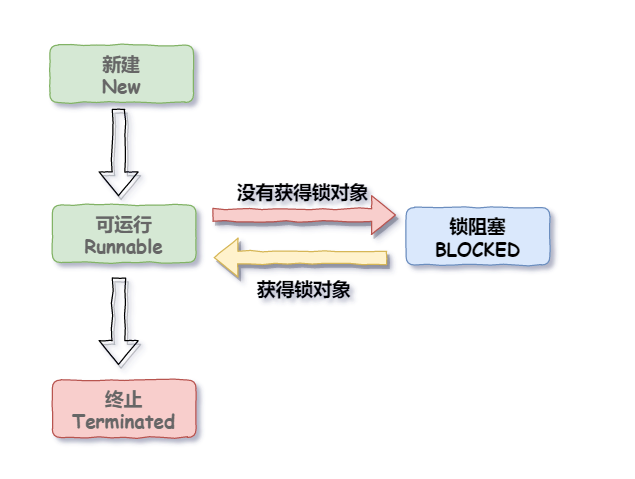 新建
New
没有获得锁对象
可运行
Runnable
锁阻塞
BLOCKED
获得锁对象
终止
Terminated